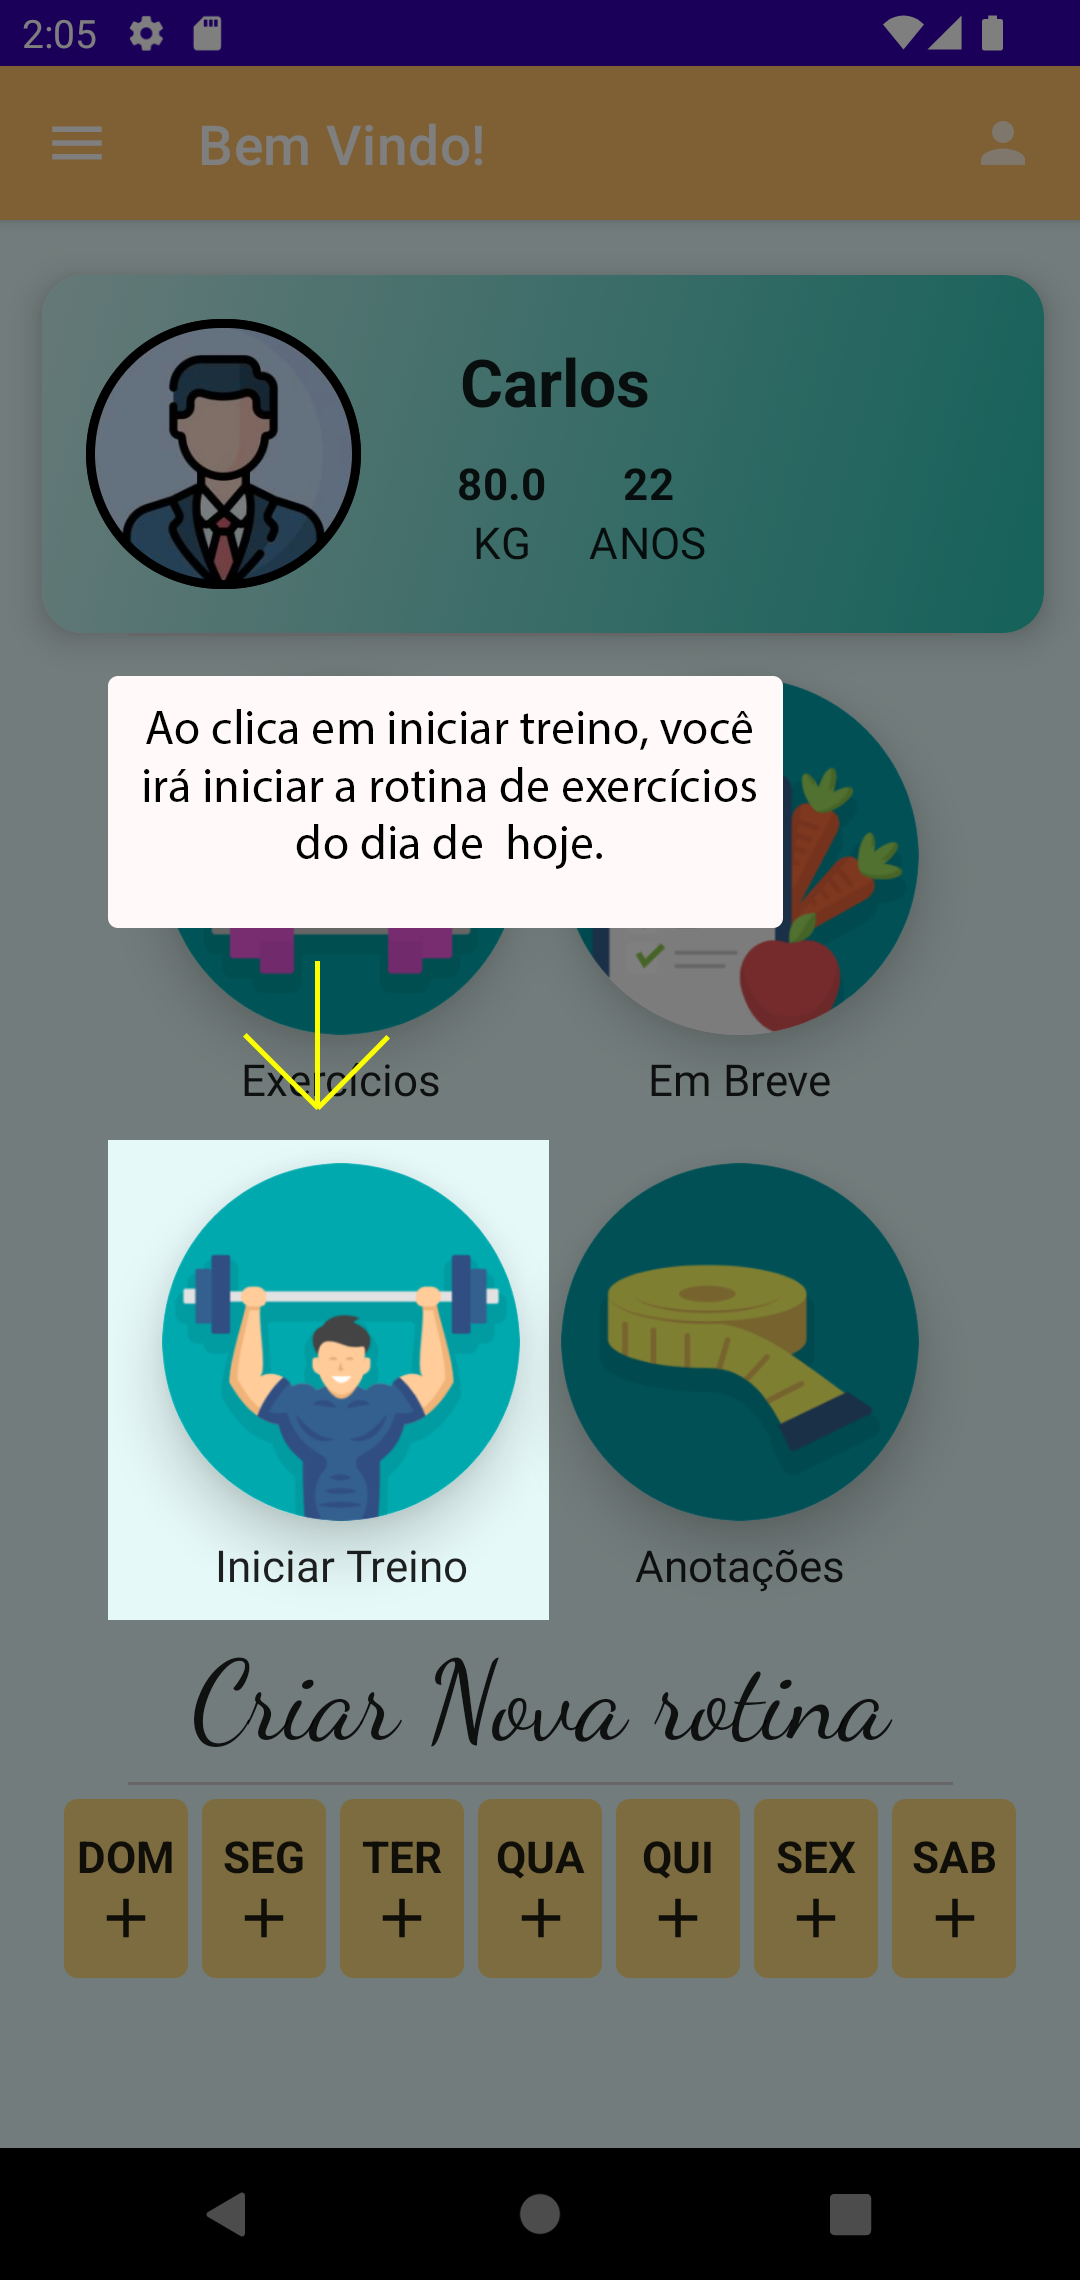 2:05
Bem Vindo!
Carlos
80.0 22
KG ANOS
Ao clica em iniciar treino, você
irá iniciar a rotina de exercícios
do dia de hoje.
Exercícios Em Breve
Iniciar Treino Anotações
Criar Nova rotina
DOM SEG TER QUA QUI SEX SAB
+ + + + + + +